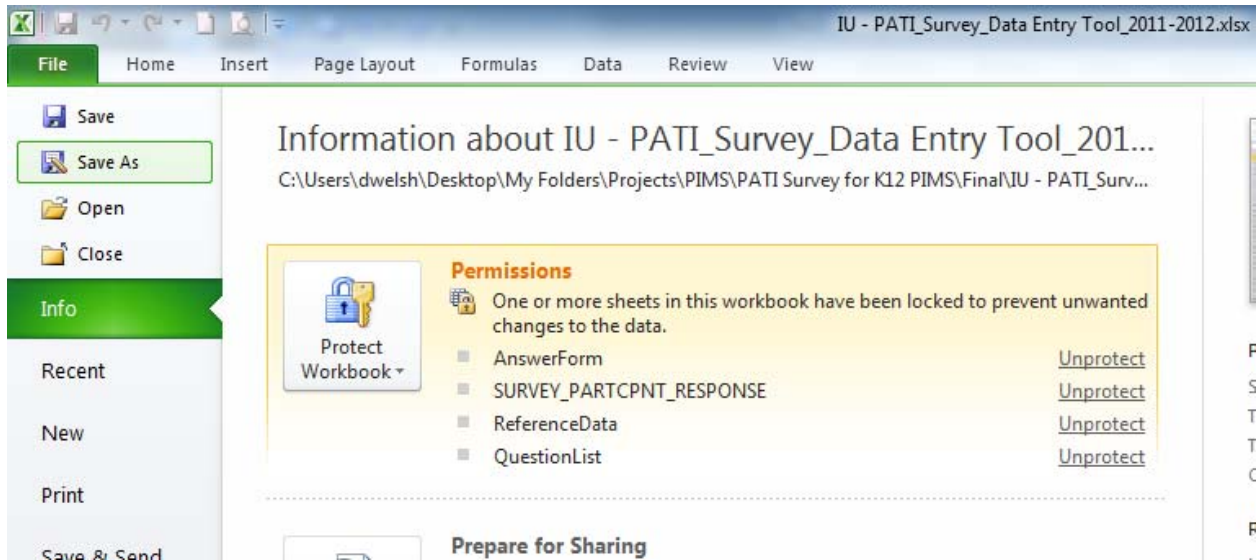 IU - PATI_Survey_Data Entry Tool_2011-2012.xlsx
File Home Insert Page Layout Formulas Data Review View
Save
Save As
Open
Close
Info
Recent
New
Print
Save & Send
Information about IU - PATI_Survey_Data Entry Tool_201...
C:\Users\dwelsh\Desktop\My Folders\Projects\PIMS\PATI Survey for K12 PIMS\Final\IU - PATI_Surv...
Protect
Workbook
Permissions
One or more sheets in this workbook have been locked to prevent unwanted
changes to the data.
AnswerForm Unprotect
SURVEY_PARTCPNT_RESPONSE Unprotect
ReferenceData Unprotect
QuestionList Unprotect
Prepare for Sharing